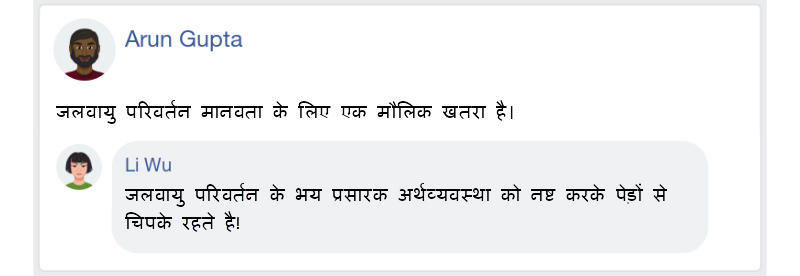 Arun Gupta
जलवायु परिवर्तन मानवता के लिए एक मौलिक खतरा है।
Li Wu
जलवायु परिवर्तन के भय प्रसारक अर्थव्यवस्था को नष्ट करके पेड़ों से
चिपके रहते है!